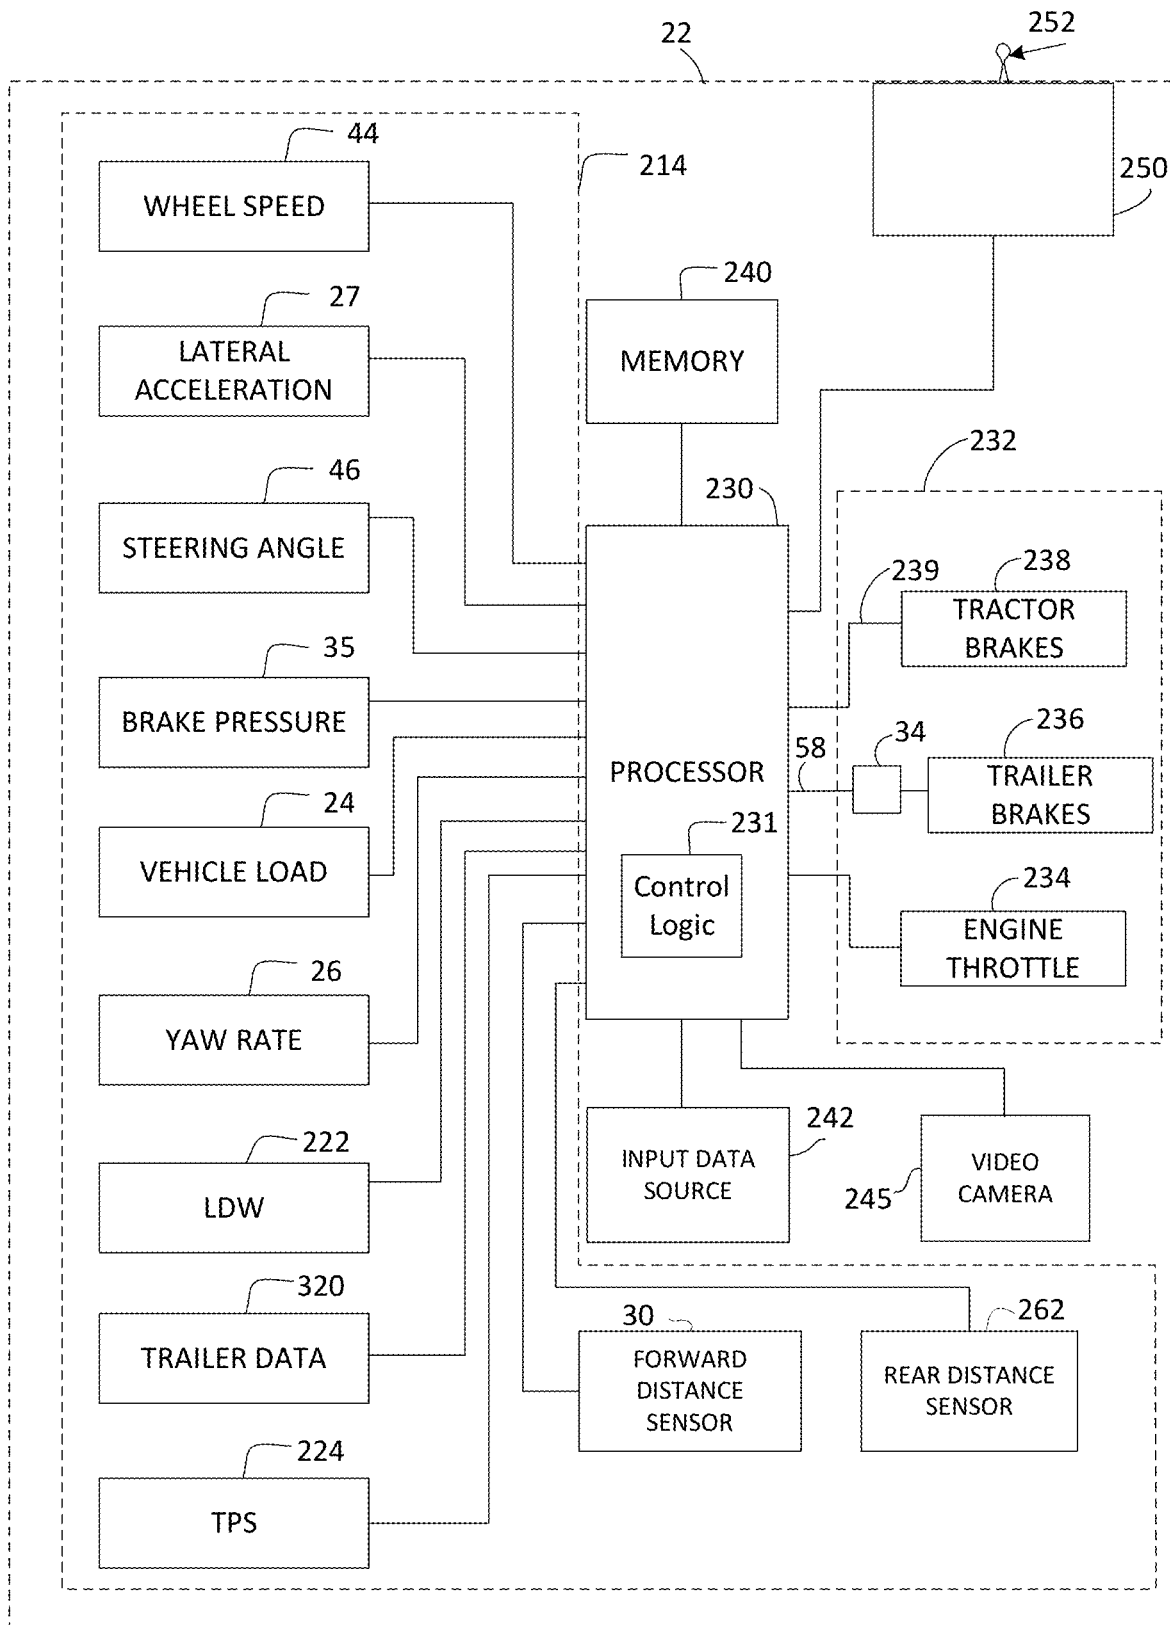 22
252
250
214
44
WHEEL SPEED
27
LATERAL
ACCELERATION
46
STEERING ANGLE
35
BRAKE PRESSURE
24
VEHICLE LOAD
26
YAW RATE
222
LDW
320
TRAILER DATA
224
TPS
240
MEMORY
230
PROCESSOR
231
Control
Logic
232
239
238
TRACTOR
BRAKES
58
34
236
TRAILER
BRAKES
234
ENGINE
THROTTLE
242
INPUT DATA
SOURCE
245
VIDEO
CAMERA
30
FORWARD
DISTANCE
SENSOR
262
REAR DISTANCE
SENSOR